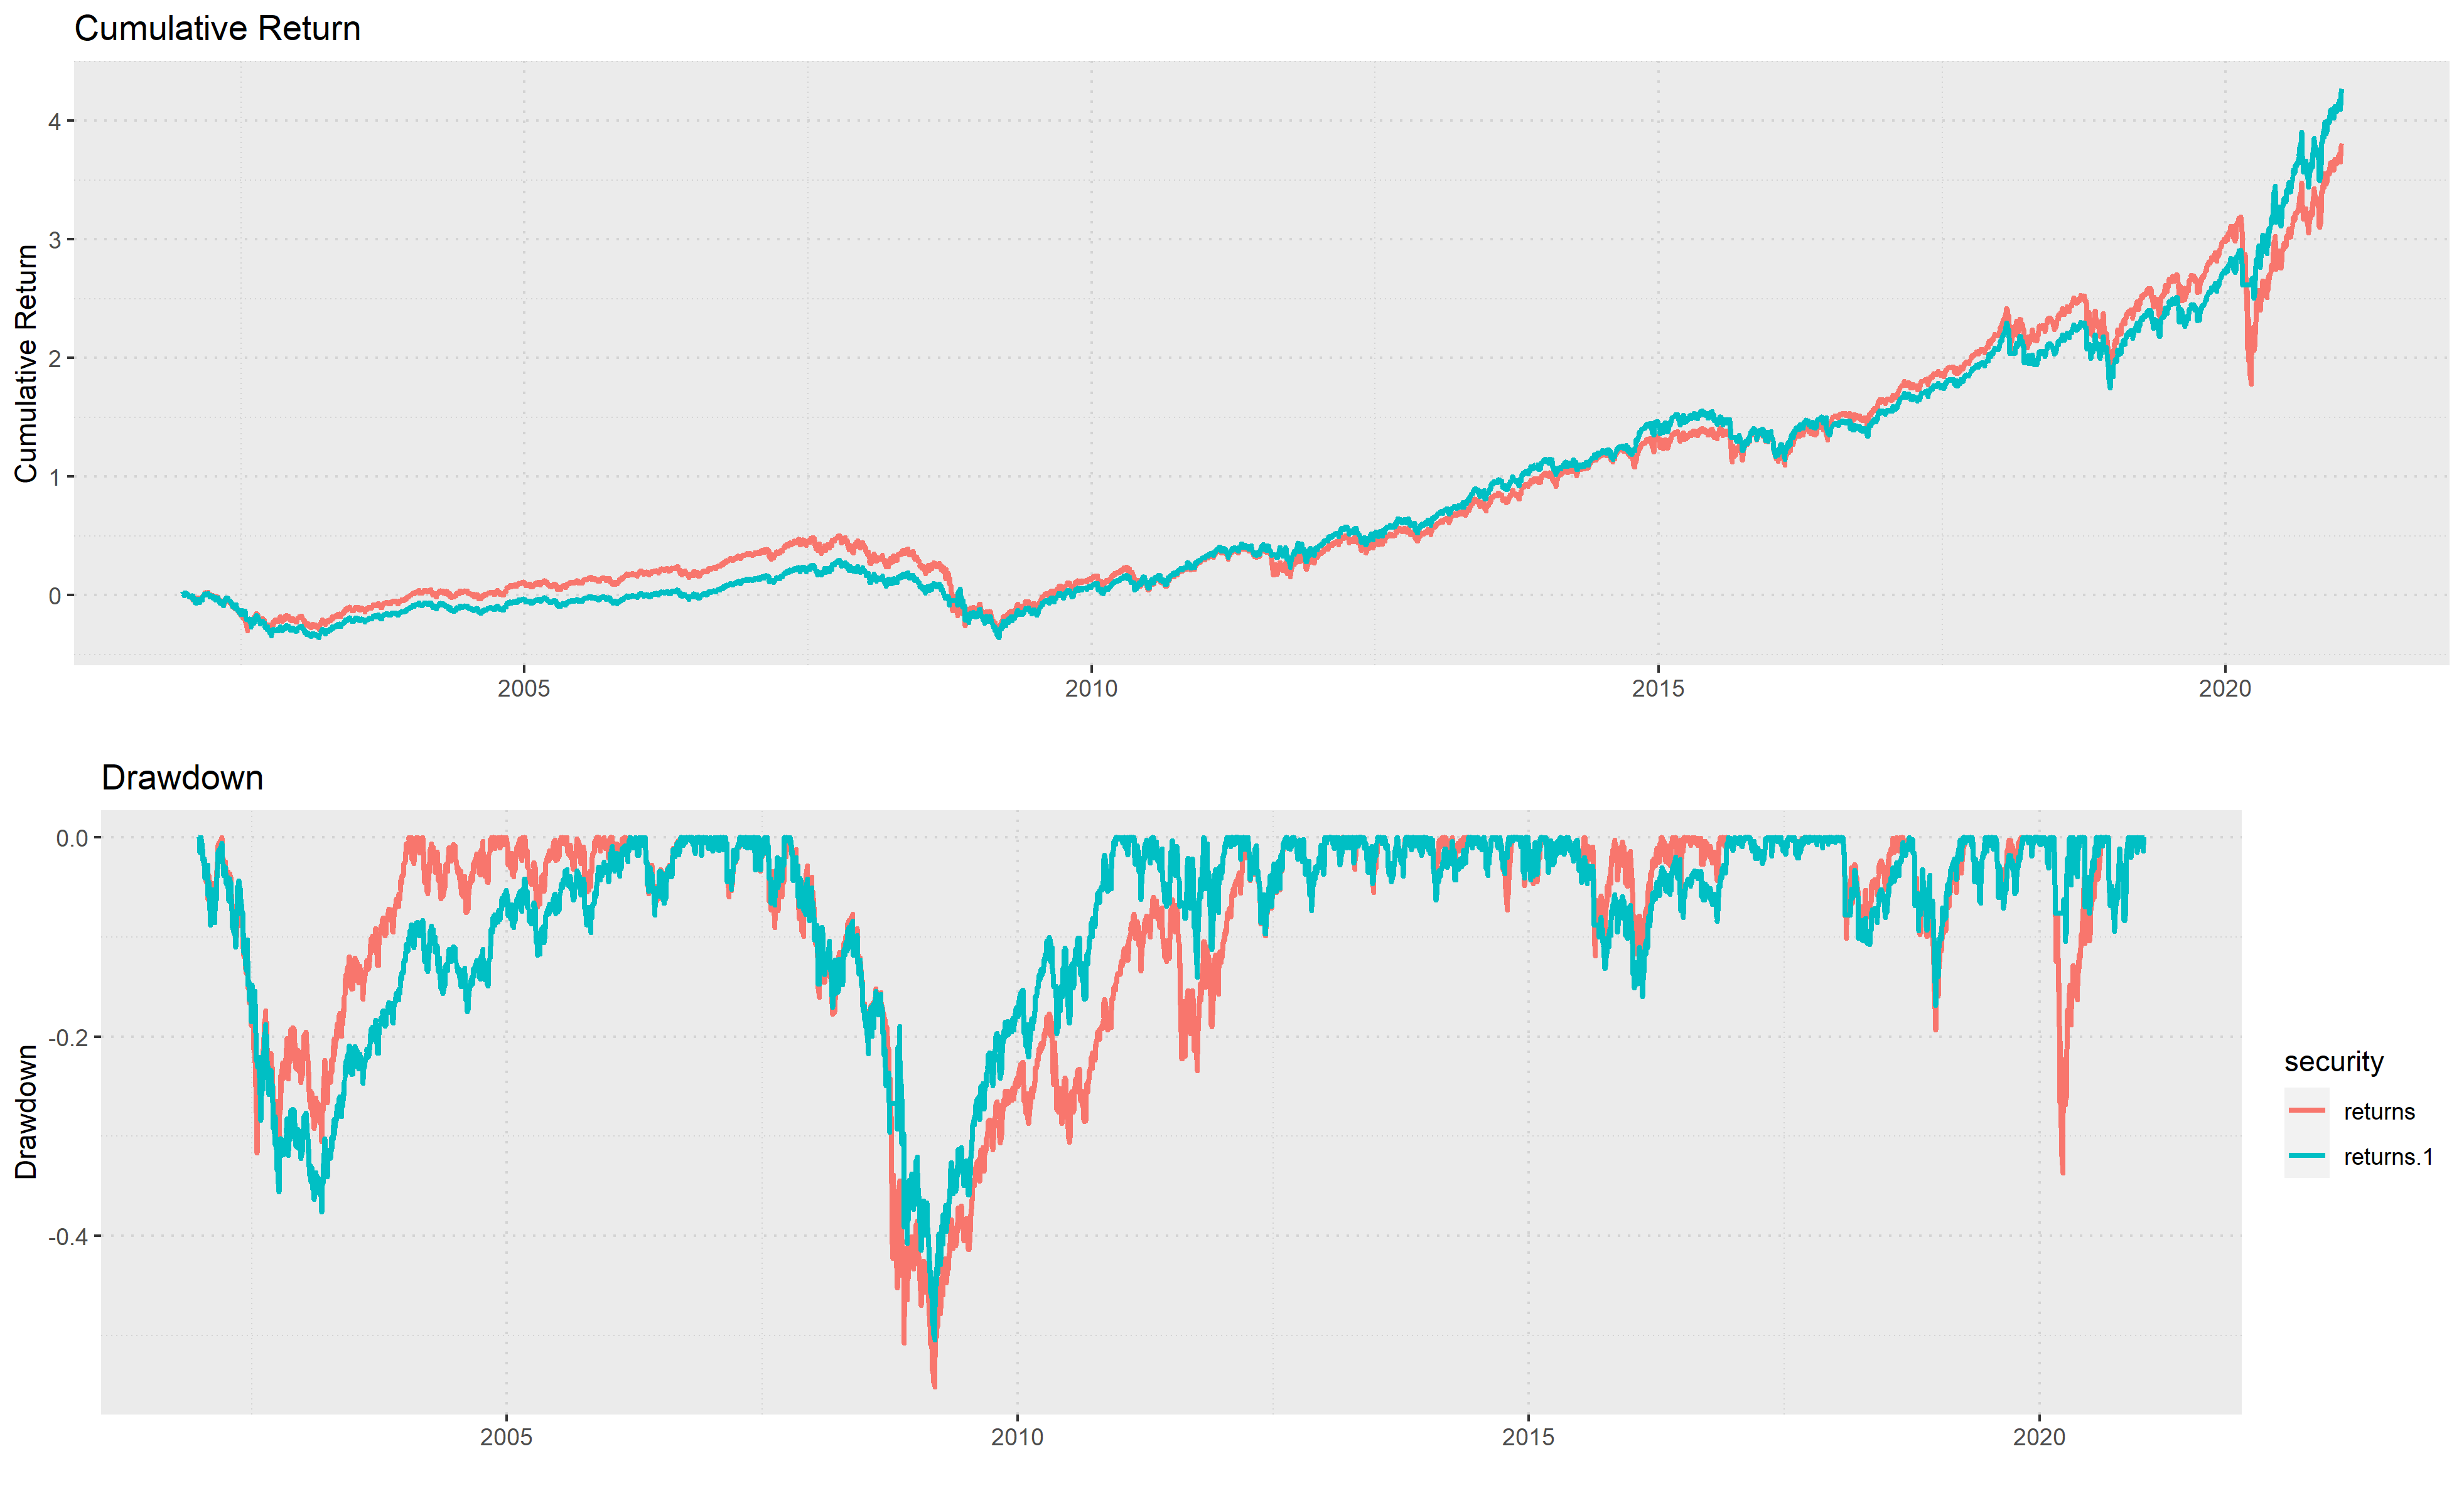 Cumulative Return
Cumulative Return
4
3
2
1
0
2005 2010 2015 2020
Drawdown
Drawdown
0.0
-0.2
-0.4
2005 2010 2015 2020
security
returns
returns.1